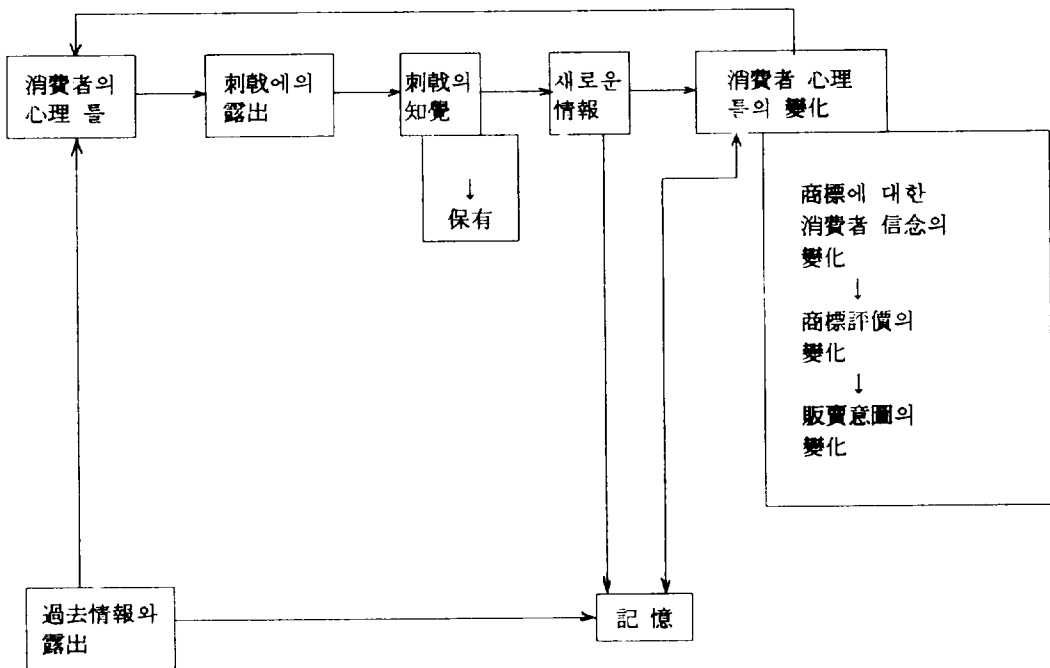 消費者의
心理 틀
刺戟에의
露出
刺戟의
知覺
↓
保有
새로운
情報
消費者 心理
틀의 變化
商標에 대한
消費者 信念의
變化
↓
商標評價의
變化
↓
販賣意圖의
變化
過去情報와
露出
記憶